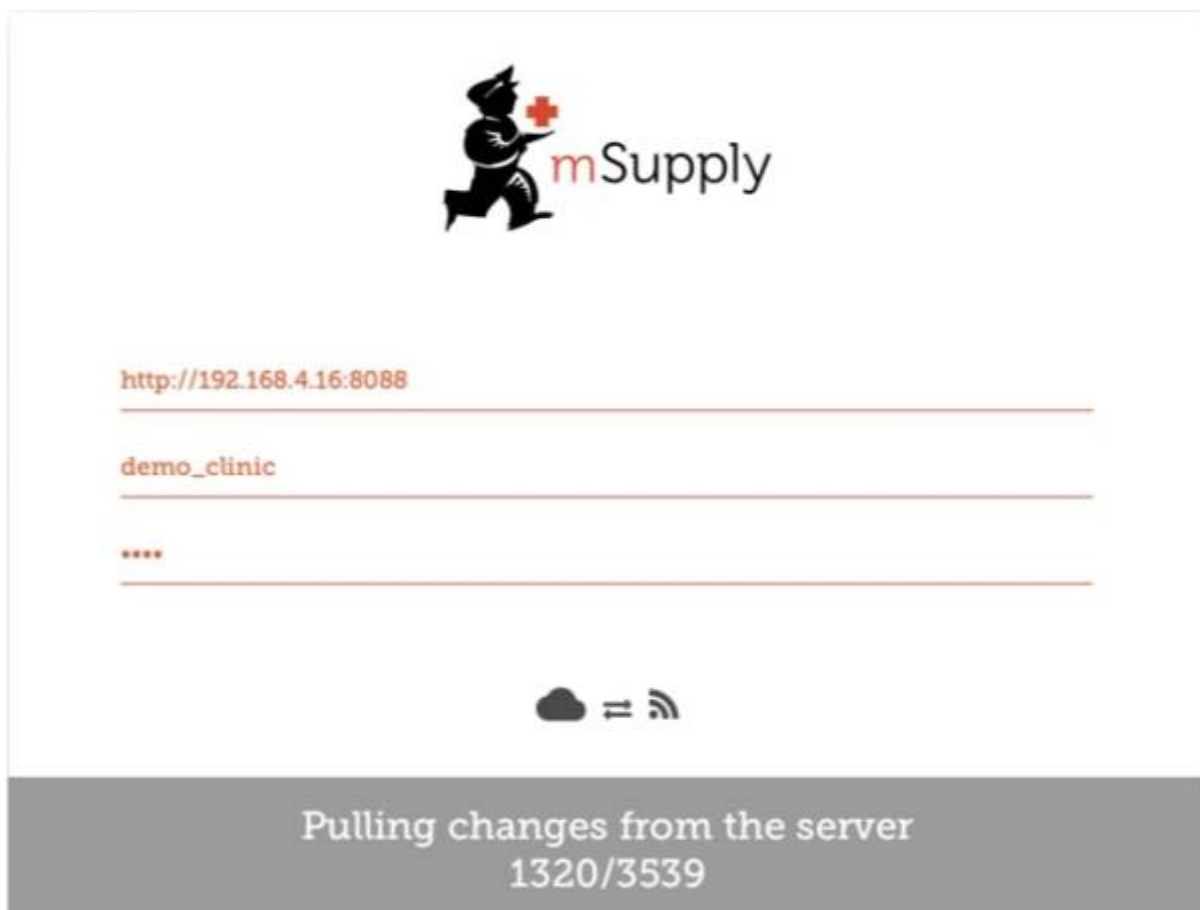 mSupply
http://192.168.4.16:8088
demo_clinic
••••
Pulling changes from the server
1320/3539